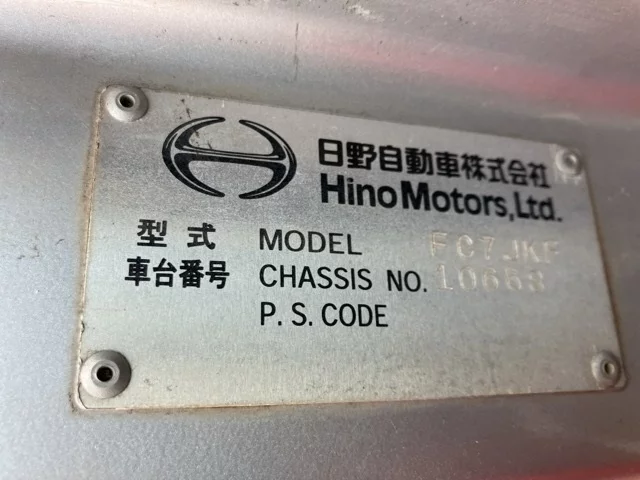 日野自動車株式会社
Hino Motors, Ltd.
型式 MODEL FC7JKF
車台番号 CHASSIS NO. 10653
P. S. CODE